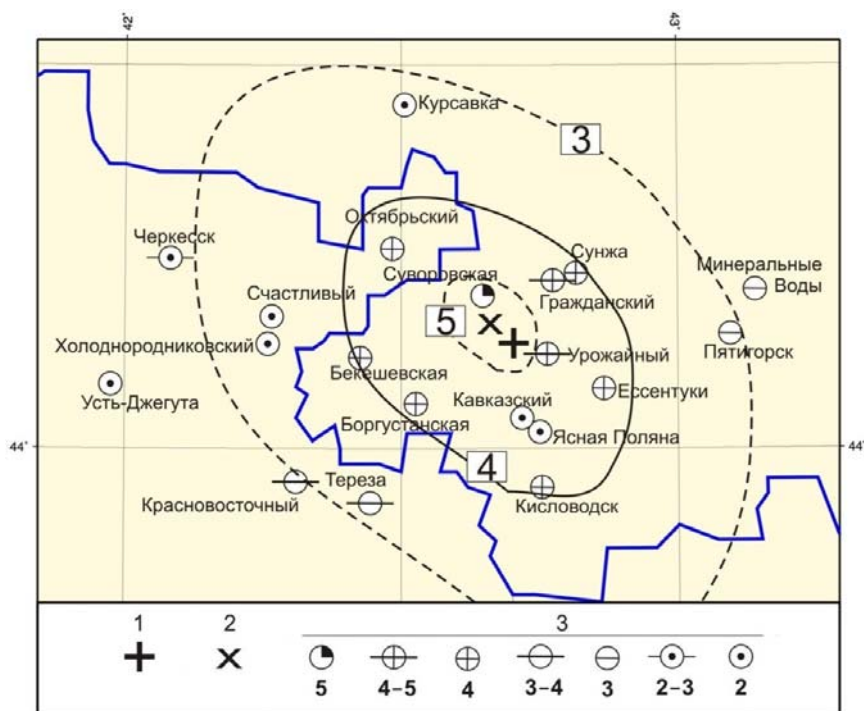 42'
43'
Курсавка
3
Октябрьский
Черкесск
Сунжа
Минеральные
Воды
Суворовская
Гражданский
Счастливый
5
Холоднородниковский
Урожайный
Пятигорск
Бекешевская
Усть-Джегута
Кавказский
Ессентуки
Боргустанская
Ясная Поляна
44'
44'
4
Тереза
Красновосточный
Кисловодск
1
2
3
5
4–5
4
3–4
3
2–3
2